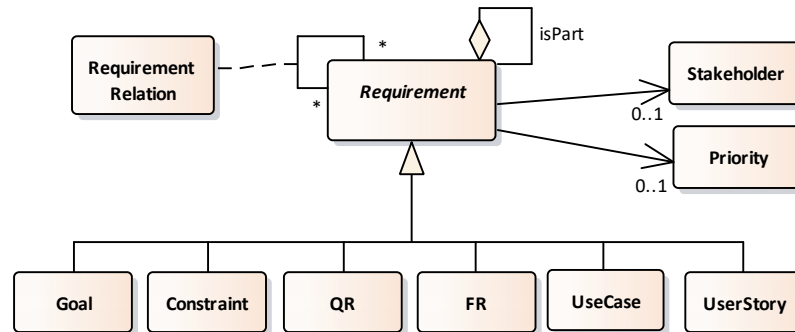 isPart
*
Requirement
Relation
*
Requirement
Stakeholder
0..1
Priority
0..1
Goal
Constraint
QR
FR
UseCase
UserStory